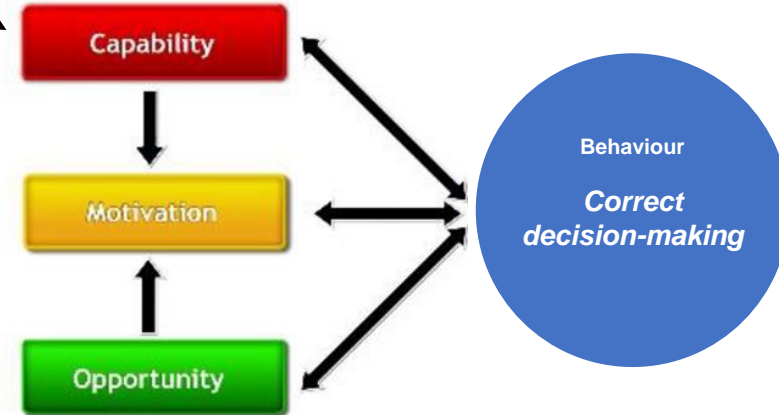 Capability
Motivation
Opportunity
Behaviour
Correct
decision-making